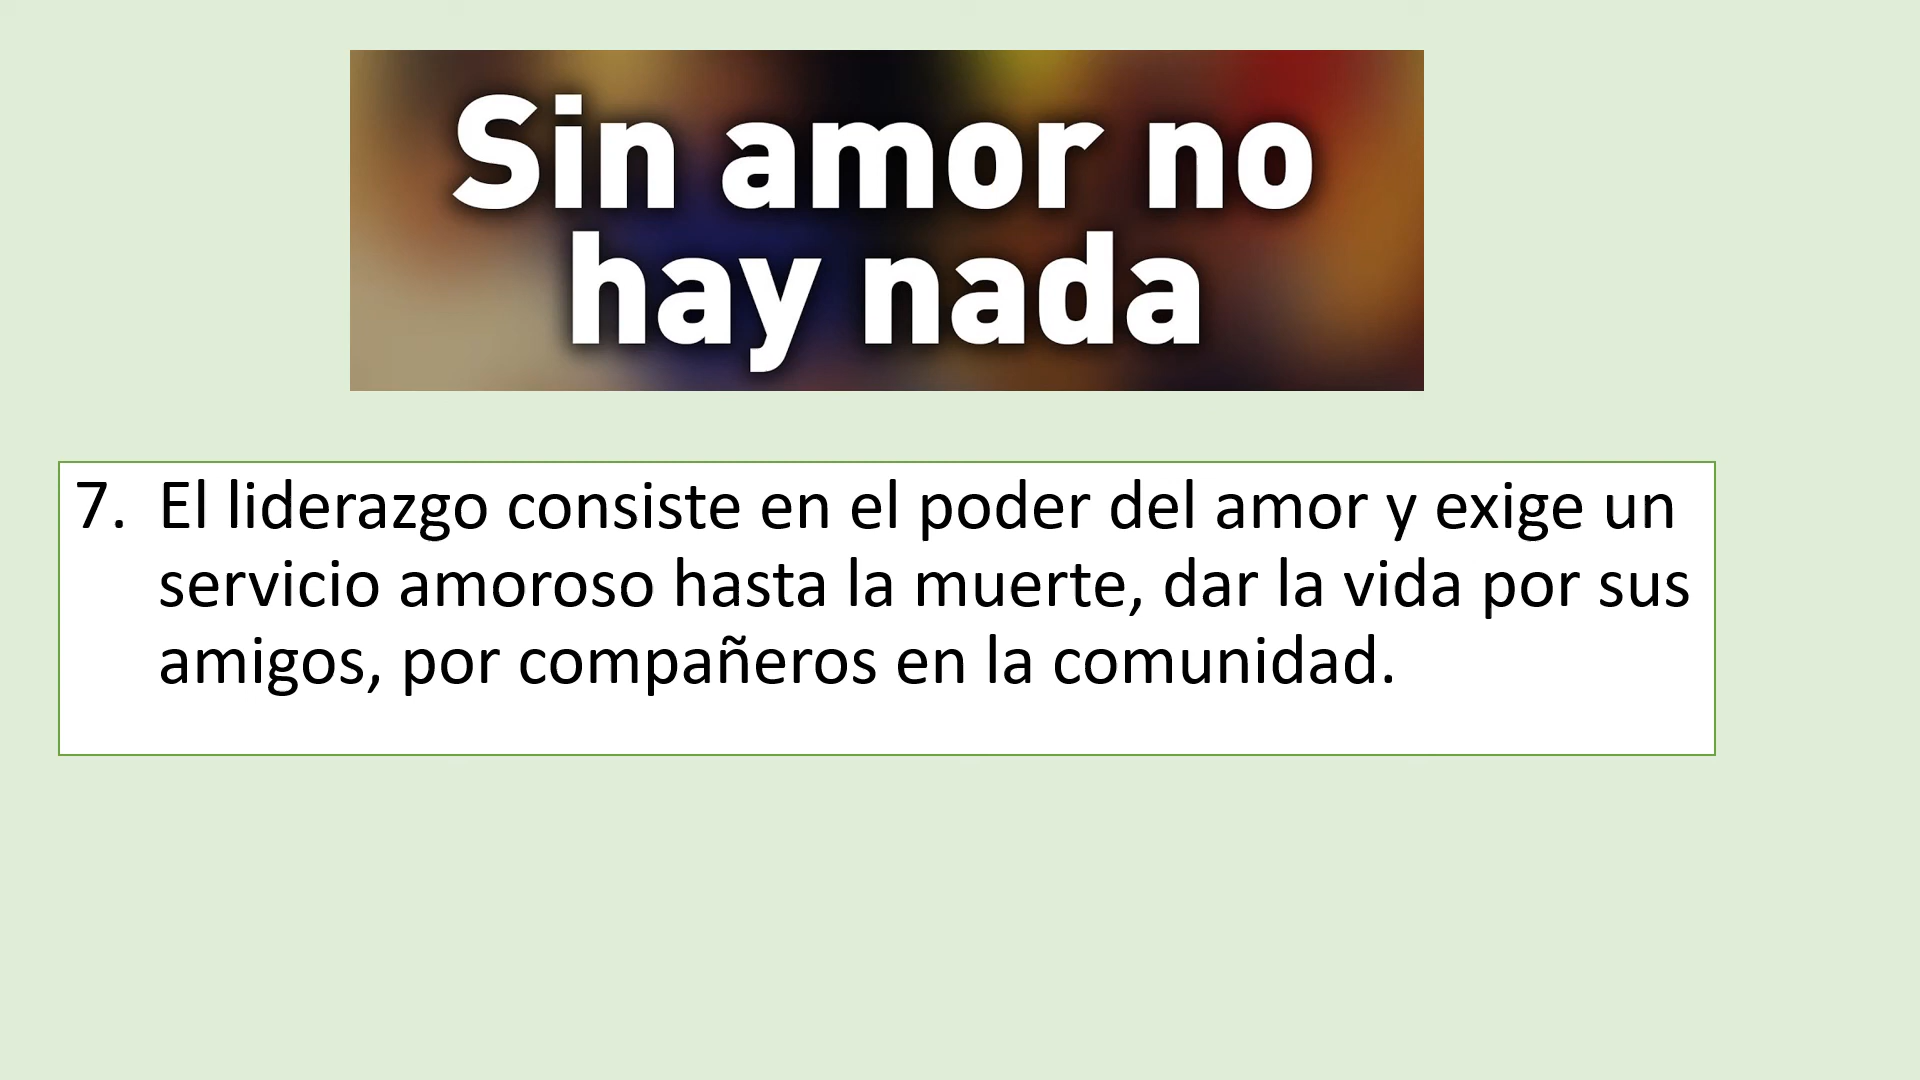 Sin amor no
hay nada
7. El liderazgo consiste en el poder del amor y exige un
servicio amoroso hasta la muerte, dar la vida por sus
amigos, por compañeros en la comunidad.